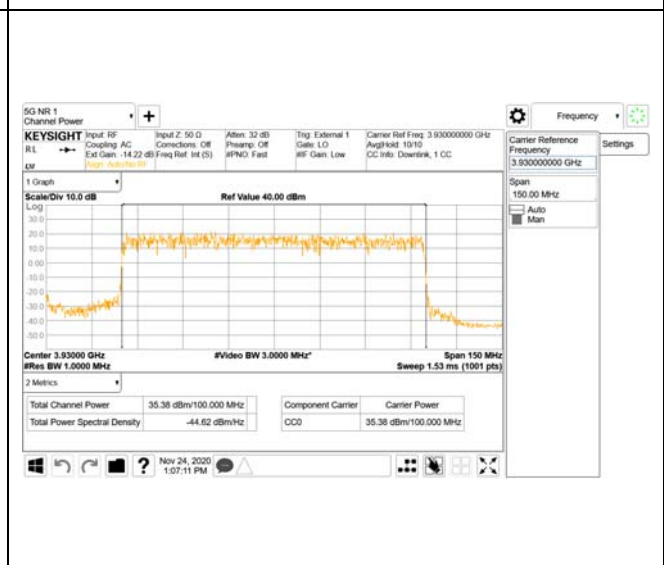 5G NR 1
Channel Power
Frequency
KEYSIGHT
RL
Input: RF
Coupling: AC
Ext Gain: -14.22 dB
Align: Auto/No RF
Input Z: 50 Ω
Corrections: Off
Freq Ref: Int (S)
Atten: 32 dB
Preamp: Off
#PNO: Fast
Trig: External 1
Gate: LO
#IF Gain: Low
Carrier Ref Freq: 3.930000000 GHz
Avg|Hold: 10/10
CC Info: Downlink, 1 CC
Carrier Reference
Frequency
3.930000000 GHz
Settings
Span
150.00 MHz
Auto
Man
1 Graph
Scale/Div 10.0 dB
Ref Value 40.00 dBm
Log
30.0
20.0
10.0
0.00
-10.0
-20.0
-30.0
-40.0
-50.0
Center 3.93000 GHz
#Video BW 3.0000 MHz*
Span 150 MHz
#Res BW 1.0000 MHz
Sweep 1.53 ms (1001 pts)
2 Metrics
Total Channel Power 35.38 dBm/100.000 MHz
Total Power Spectral Density -44.62 dBm/Hz
Component Carrier Carrier Power
CC0 35.38 dBm/100.000 MHz
?
Nov 24, 2020
1:07:11 PM